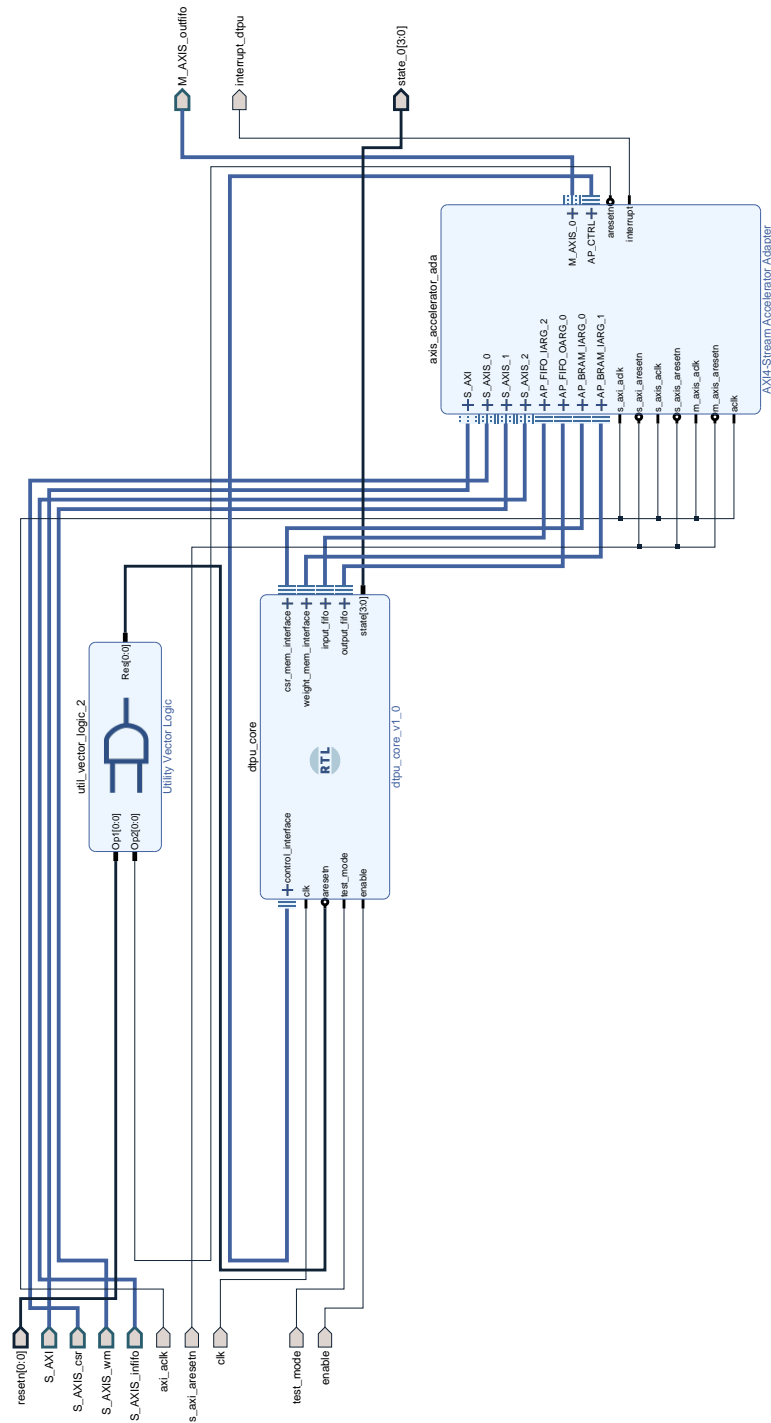 M_AXIS_outfifo
interrupt_dtpu
state_0[3:0]
axis_accelerator_ada
S_AXI
S_AXIS_0
S_AXIS_1
S_AXIS_2
AP_FIFO_IARG_2
AP_FIFO_OARG_0
AP_BRAM_IARG_0
AP_BRAM_IARG_1
s_axi_aclk
s_axi_aresetn
s_axis_aclk
s_axis_aresetn
m_axis_aclk
m_axis_aresetn
aclk
M_AXIS_0
AP_CTRL
aresetn
interrupt
AXI4-Stream Accelerator Adapter
util_vector_logic_2
Op1[0:0]
Op2[0:0]
Res[0:0]
Utility Vector Logic
dtpu_core
control_interface
clk
aresetn
test_mode
enable
RTL
csr_mem_interface
weight_mem_interface
input_fifo
output_fifo
state[3:0]
dtpu_core_v1_0
resetn[0:0]
S_AXI
S_AXIS_csr
S_AXIS_wm
S_AXIS_infifo
axi_aclk
s_axi_aresetn
clk
test_mode
enable